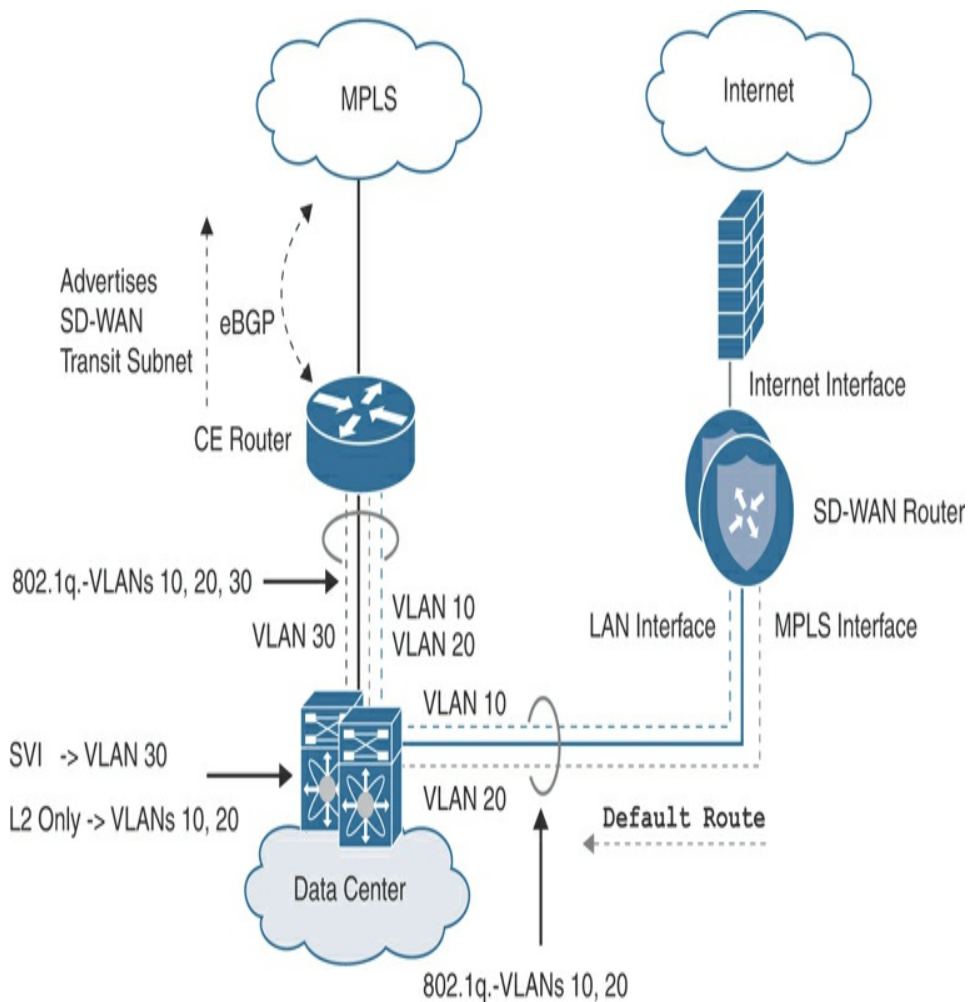 MPLS
Internet
Advertises
SD-WAN
Transit Subnet
eBGP
CE Router
Internet Interface
SD-WAN Router
802.1q.-VLANs 10, 20, 30
VLAN 30
VLAN 10
VLAN 20
LAN Interface
MPLS Interface
VLAN 10
SVI -> VLAN 30
L2 Only -> VLANs 10, 20
VLAN 20
Default Route
Data Center
802.1q.-VLANs 10, 20